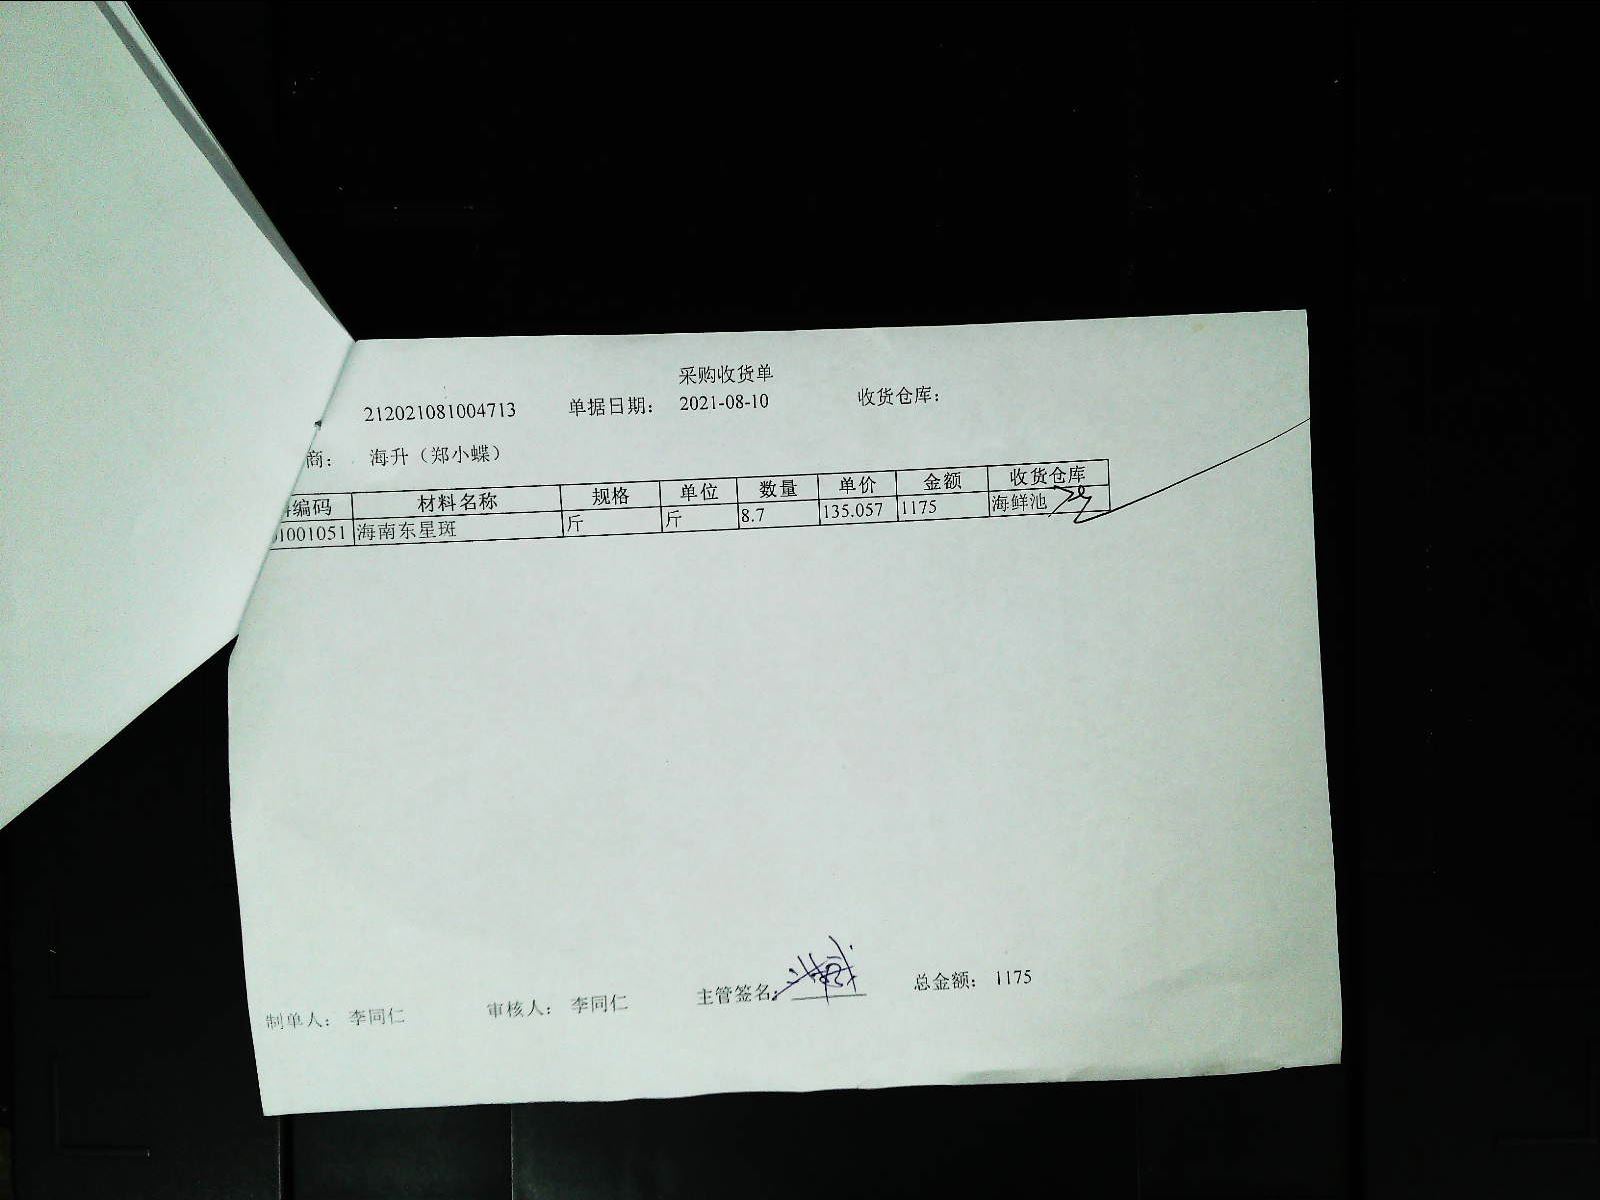 采购收货单
212021081004713 单据日期： 2021-08-10 收货仓库：
商： 海升（郑小蝶）
编码 材料名称 规格 单位 数量 单价 金额 收货仓库
1001051 海南东星斑 斤 斤 8.7 135.057 1175 海鲜池
制单人： 李同仁 审核人： 李同仁 主管签名： 总金额： 1175